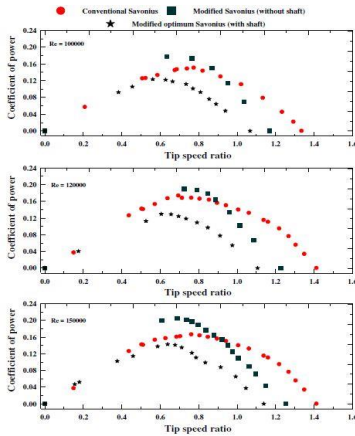 Conventional Savonius Modified Savonius (without shaft)
Modified optimum Savonius (with shaft)
Coefficient of power
0.24
0.20
0.16
0.12
0.08
0.04
0.00
Re = 100000
0.0 0.2 0.4 0.6 0.8 1.0 1.2 1.4 1.6
Tip speed ratio
Coefficient of power
0.24
0.20
0.16
0.12
0.08
0.04
0.00
Re = 120000
0.0 0.2 0.4 0.6 0.8 1.0 1.2 1.4 1.6
Tip speed ratio
Coefficient of power
0.24
0.20
0.16
0.12
0.08
0.04
0.00
Re = 150000
0.0 0.2 0.4 0.6 0.8 1.0 1.2 1.4 1.6
Tip speed ratio